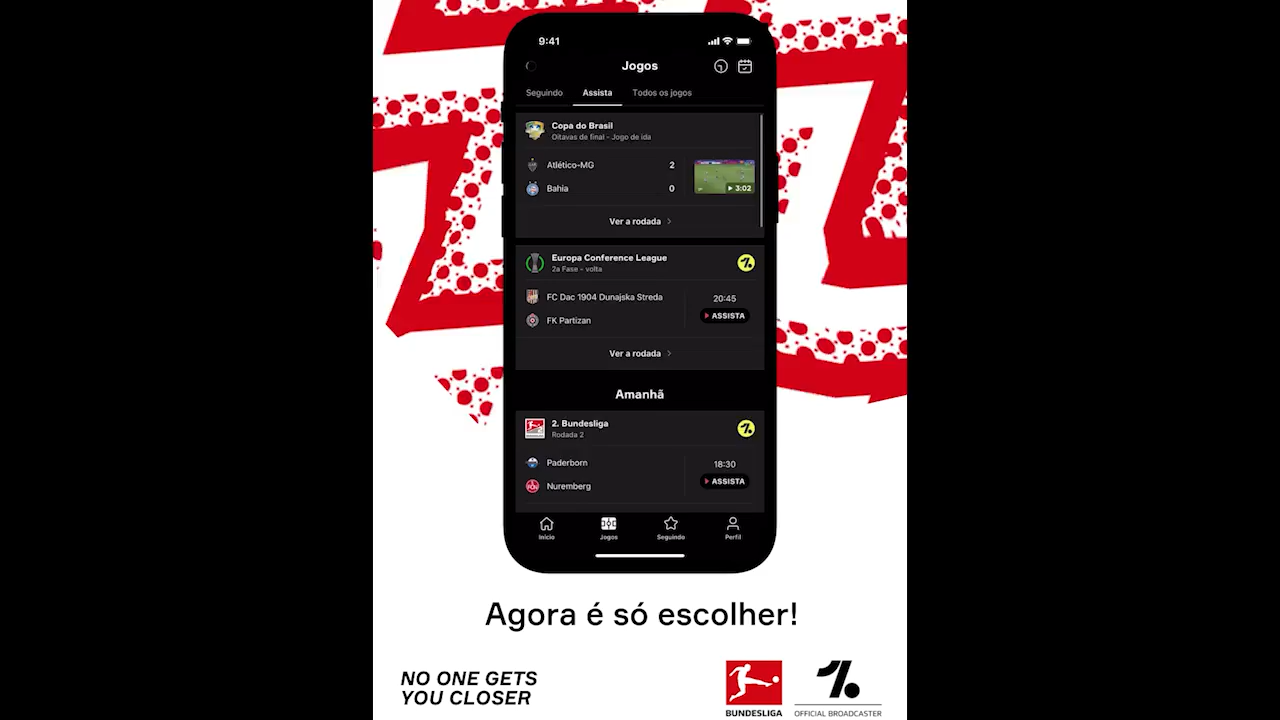 9:41
Jogos
Seguindo Assista Todos os jogos
Copa do Brasil
Oitavas de final - Jogo de ida
Atlético-MG 2
Bahia 0
3:02
Ver a rodada
Europa Conference League
2a Fase - volta
FC Dac 1904 Dunajska Streda
20:45
FK Partizan
ASSISTA
Ver a rodada
Amanhã
2. Bundesliga
Rodada 2
Paderborn
18:30
Nuremberg
ASSISTA
Início Jogos Seguindo Perfil
Agora é só escolher!
NO ONE GETS
YOU CLOSER
BUNDESLIGA
OFFICIAL BROADCASTER